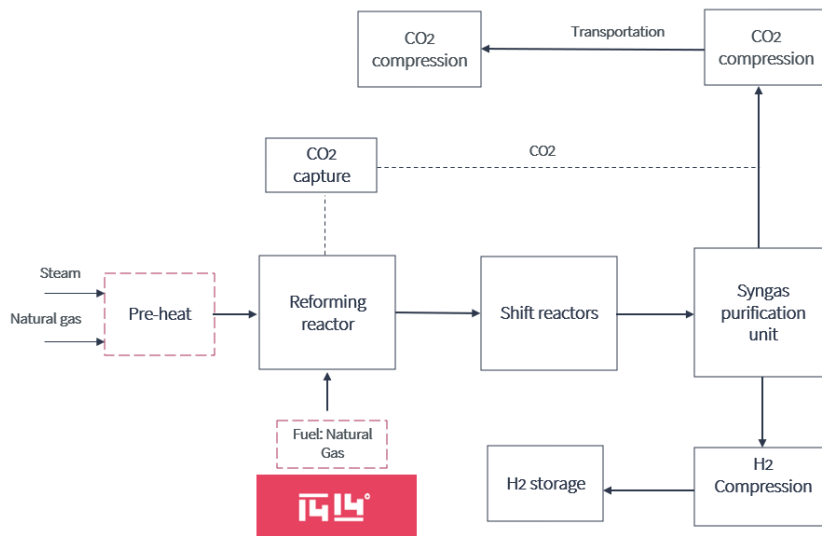 CO2
compression
Transportation
CO2
compression
CO2
capture
CO2
Steam
Natural gas
Pre-heat
Reforming
reactor
Shift reactors
Syngas
purification
unit
Fuel: Natural
Gas
H2 storage
H2
Compression